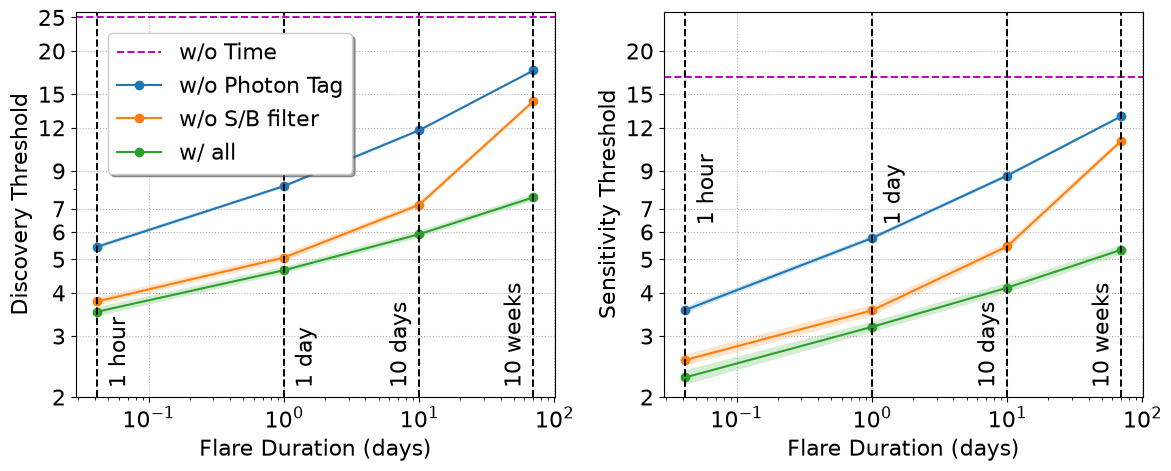 Discovery Threshold
25
20
15
12
9
7
6
5
4
3
2
w/o Time
w/o Photon Tag
w/o S/B filter
w/ all
1 hour
1 day
10 days
10 weeks
10⁻¹
10⁰
10¹
10²
Flare Duration (days)
Sensitivity Threshold
20
15
12
9
7
6
5
4
3
2
1 hour
1 day
10 days
10 weeks
10⁻¹
10⁰
10¹
10²
Flare Duration (days)